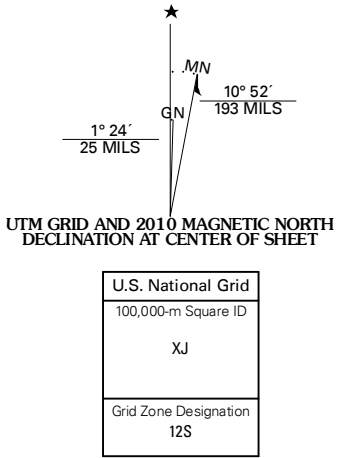 ★
MN
10° 52´
193 MILS
GN
1° 24´
25 MILS
UTM GRID AND 2010 MAGNETIC NORTH
DECLINATION AT CENTER OF SHEET
U.S. National Grid
100,000-m Square ID
XJ
Grid Zone Designation
12S